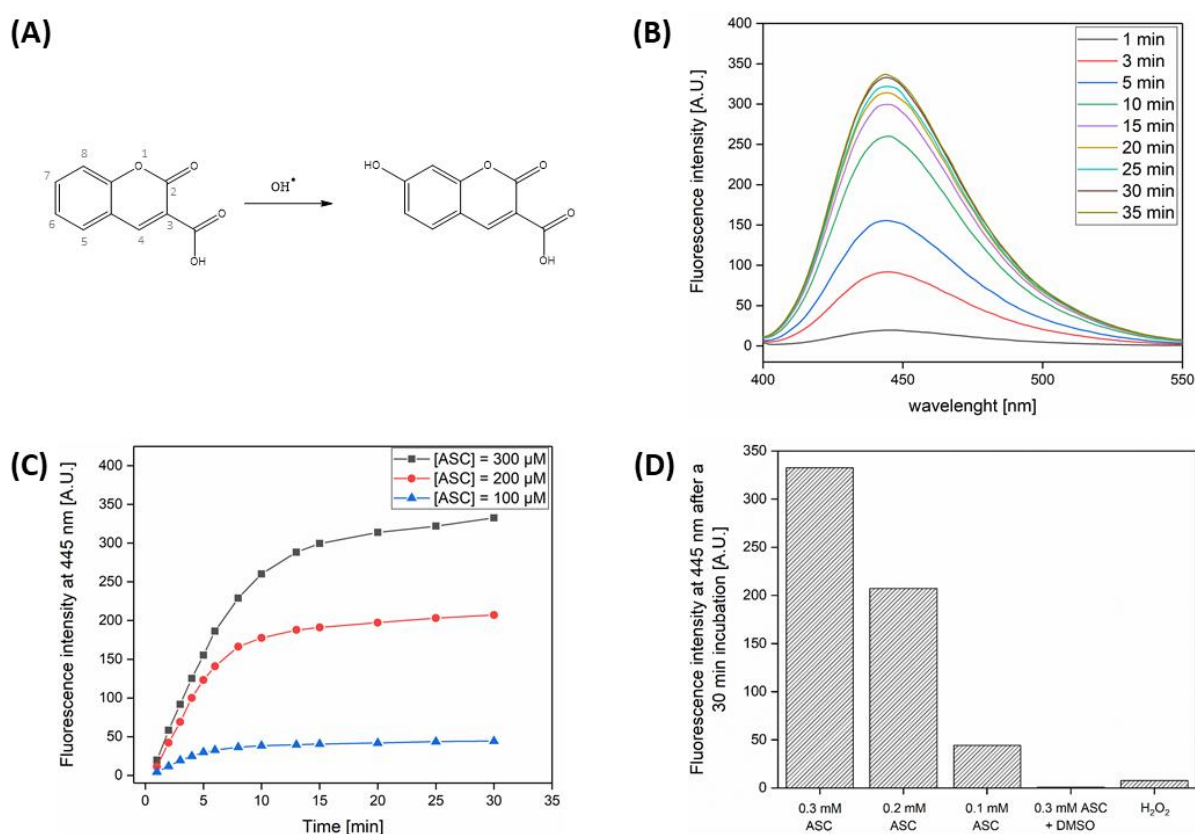 (A)
8
1
O
O
7
2
6
3
5
4
O
OH
OH•
HO
O
O
O
OH
(B)
Fluorescence intensity [A.U.]
400
350
300
250
200
150
100
50
0
400
450
500
550
wavelenght [nm]
1 min
3 min
5 min
10 min
15 min
20 min
25 min
30 min
35 min
(C)
Fluorescence intensity at 445 nm [A.U.]
400
350
300
250
200
150
100
50
0
0
5
10
15
20
25
30
35
Time [min]
[ASC] = 300 µM
[ASC] = 200 µM
[ASC] = 100 µM
(D)
Fluorescence intensity at 445 nm after a
30 min incubation [A.U.]
350
300
250
200
150
100
50
0
0.3 mM
ASC
0.2 mM
ASC
0.1 mM
ASC
0.3 mM ASC
+ DMSO
H₂O₂